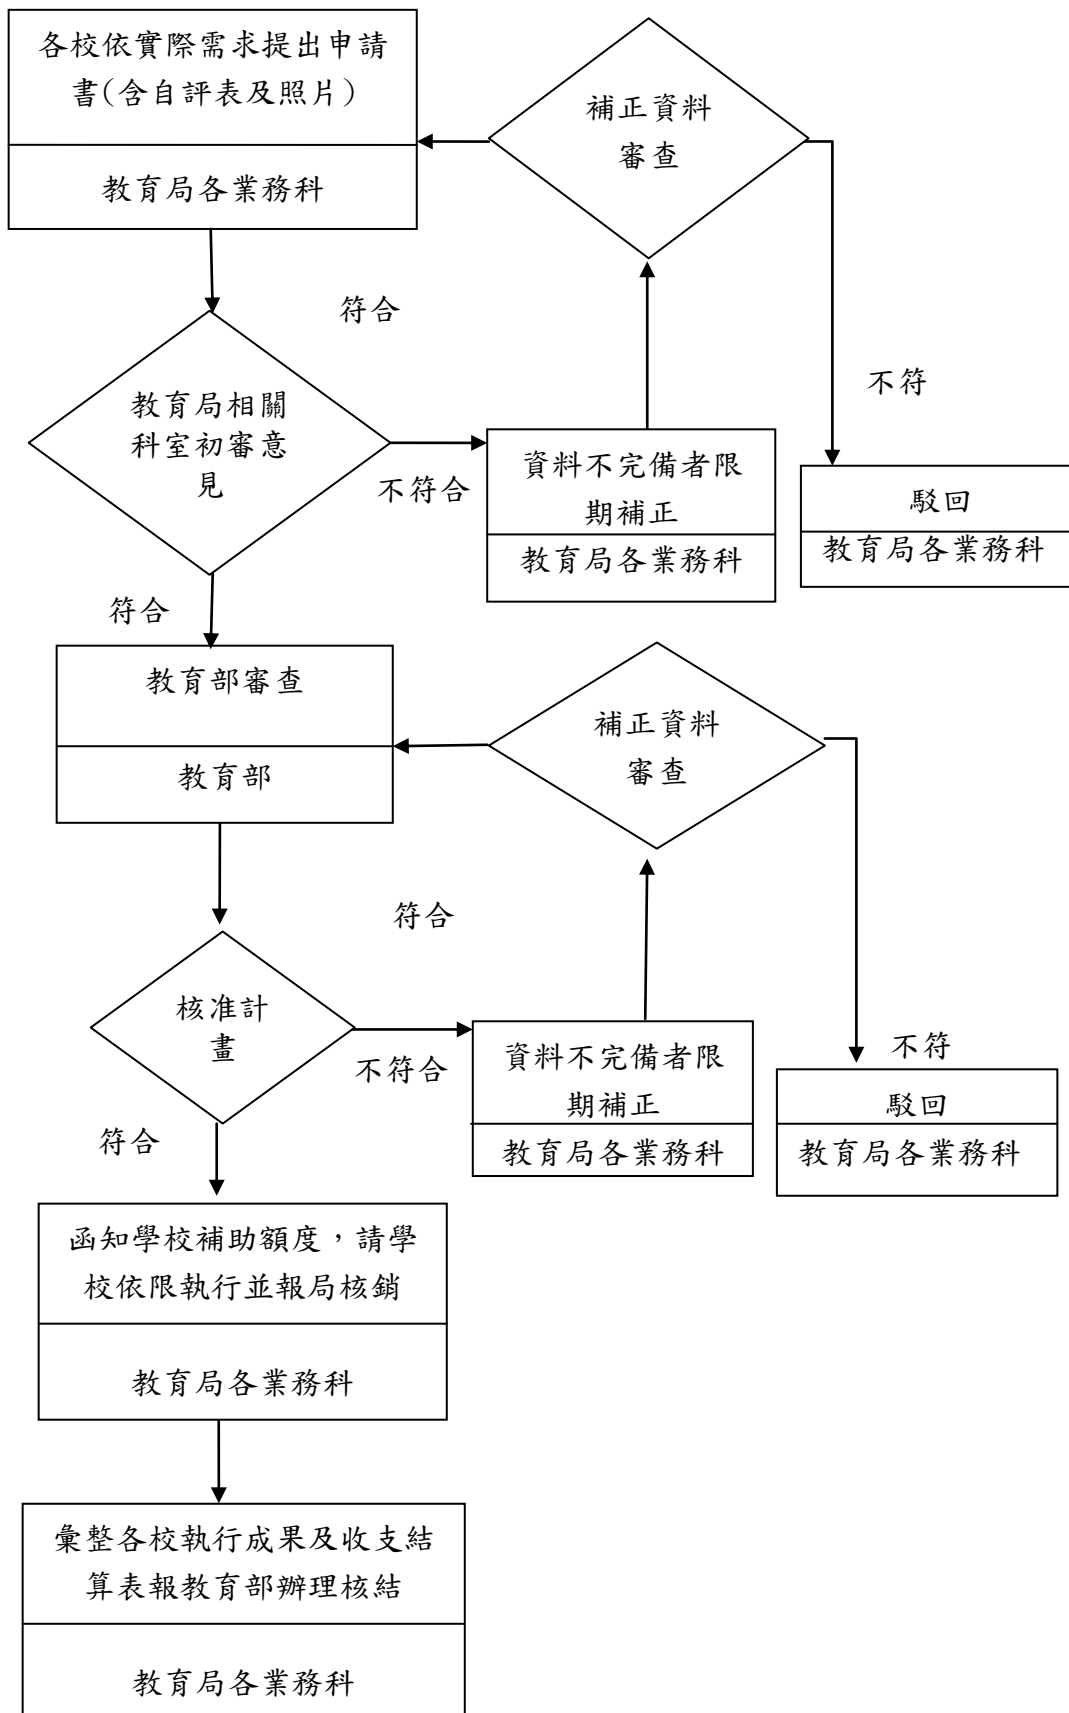 各校依實際需求提出申請
書(含自評表及照片)
教育局各業務科
補正資料
審查
符合
不符
教育局相關
科室初審意
見
不符合
資料不完備者限
期補正
教育局各業務科
駁回
教育局各業務科
符合
教育部審查
教育部
補正資料
審查
符合
核准計
畫
不符合
資料不完備者限
期補正
教育局各業務科
不符
駁回
教育局各業務科
符合
函知學校補助額度，請學
校依限執行並報局核銷
教育局各業務科
彙整各校執行成果及收支結
算表報教育部辦理核結
教育局各業務科